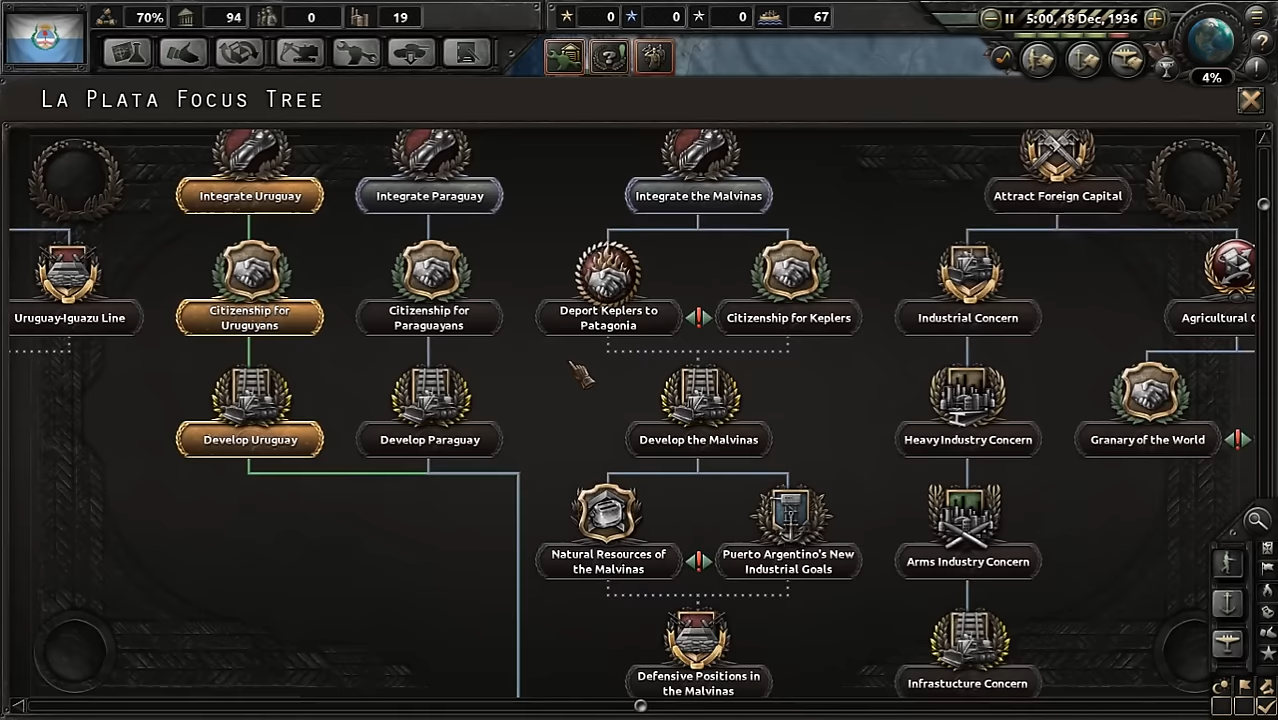 70%
94
0
19
0
0
0
67
5:00, 18 Dec, 1936
4%
La Plata Focus Tree
Integrate Uruguay
Integrate Paraguay
Integrate the Malvinas
Attract Foreign Capital
Uruguay-Iguazu Line
Citizenship for
Uruguyans
Citizenship for
Paraguayans
Deport Keplers to
Patagonia
Citizenship for Keplers
Industrial Concern
Agricultural C
Develop Uruguay
Develop Paraguay
Develop the Malvinas
Heavy Industry Concern
Granary of the World
Natural Resources of
the Malvinas
Puerto Argentino's New
Industrial Goals
Arms Industry Concern
Defensive Positions in
the Malvinas
Infrastucture Concern